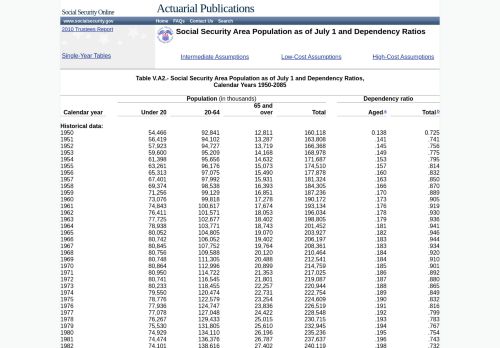 Social Security Online
Actuarial Publications
www.socialsecurity.gov Home FAQs Contact Us Search
2010 Trustees Report
Social Security Area Population as of July 1 and Dependency Ratios
Single-Year Tables
Intermediate Assumptions Low-Cost Assumptions High-Cost Assumptions
Table V.A2.- Social Security Area Population as of July 1 and Dependency Ratios,
Calendar Years 1950-2085
Population (in thousands) Dependency ratio
Calendar year Under 20 20-64 65 and over Total Aged a Total b
Historical data:
1950 54,466 92,841 12,811 160,118 0.138 0.725
1951 56,419 94,102 13,287 163,808 .141 .741
1952 57,923 94,727 13,719 166,368 .145 .756
1953 59,600 95,209 14,168 168,978 .149 .775
1954 61,398 95,656 14,632 171,687 .153 .795
1955 63,261 96,176 15,073 174,510 .157 .814
1956 65,313 97,075 15,490 177,878 .160 .832
1957 67,401 97,992 15,931 181,324 .163 .850
1958 69,374 98,538 16,393 184,305 .166 .870
1959 71,256 99,129 16,851 187,236 .170 .889
1960 73,076 99,818 17,278 190,172 .173 .905
1961 74,843 100,617 17,674 193,134 .176 .919
1962 76,411 101,571 18,053 196,034 .178 .930
1963 77,725 102,677 18,402 198,805 .179 .936
1964 78,938 103,771 18,743 201,452 .181 .941
1965 80,052 104,805 19,070 203,927 .182 .946
1966 80,742 106,052 19,402 206,197 .183 .944
1967 80,845 107,752 19,764 208,361 .183 .934
1968 80,756 109,588 20,120 210,464 .184 .920
1969 80,748 111,305 20,488 212,541 .184 .910
1970 80,864 112,996 20,899 214,759 .185 .901
1971 80,950 114,722 21,353 217,025 .186 .892
1972 80,741 116,545 21,801 219,087 .187 .880
1973 80,233 118,455 22,257 220,944 .188 .865
1974 79,550 120,474 22,731 222,754 .189 .849
1975 78,776 122,579 23,254 224,609 .190 .832
1976 77,936 124,747 23,836 226,519 .191 .816
1977 77,078 127,048 24,422 228,548 .192 .799
1978 76,267 129,433 25,015 230,715 .193 .783
1979 75,530 131,805 25,610 232,945 .194 .767
1980 74,929 134,110 26,196 235,236 .195 .754
1981 74,474 136,376 26,787 237,637 .196 .743
1982 74,101 138,616 27,402 240,119 .198 .732